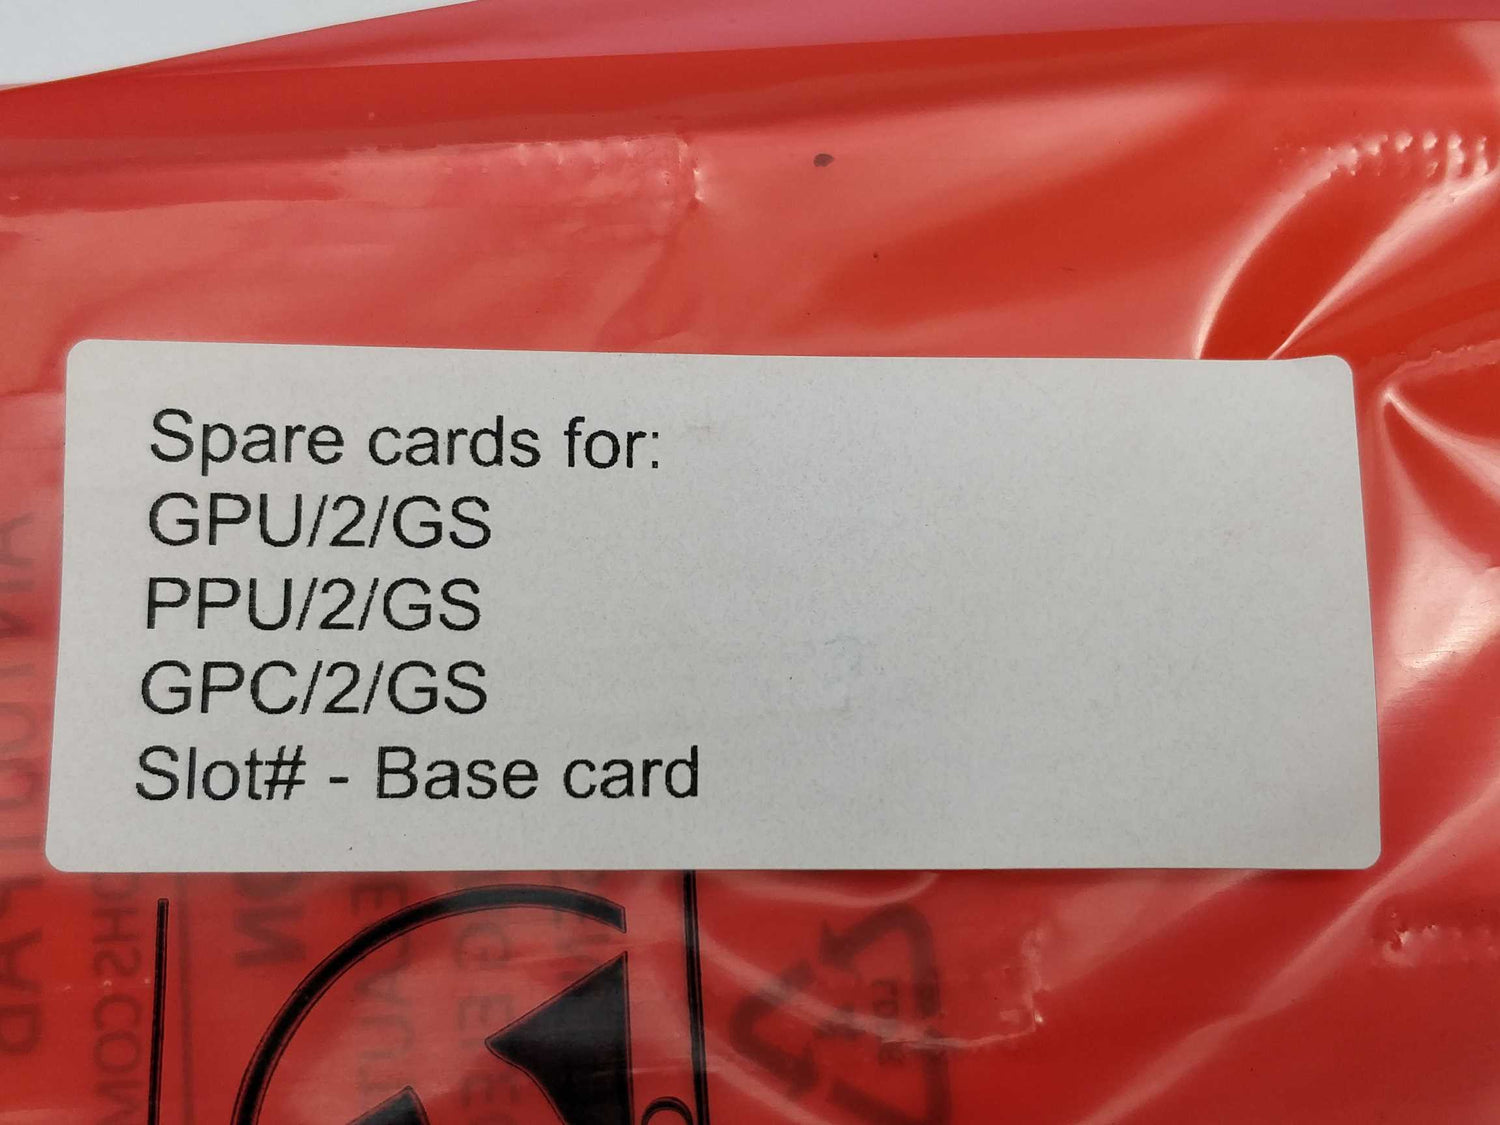 Spare cards for:
GPU/2/GS
PPU/2/GS
GPC/2/GS
Slot# - Base card